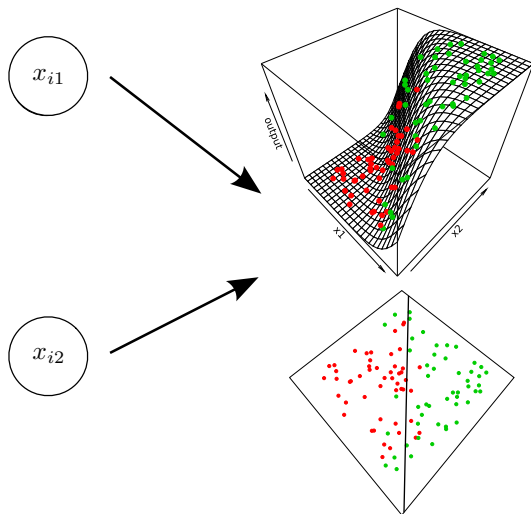 x_{i1}
output
x1
x2
x_{i2}